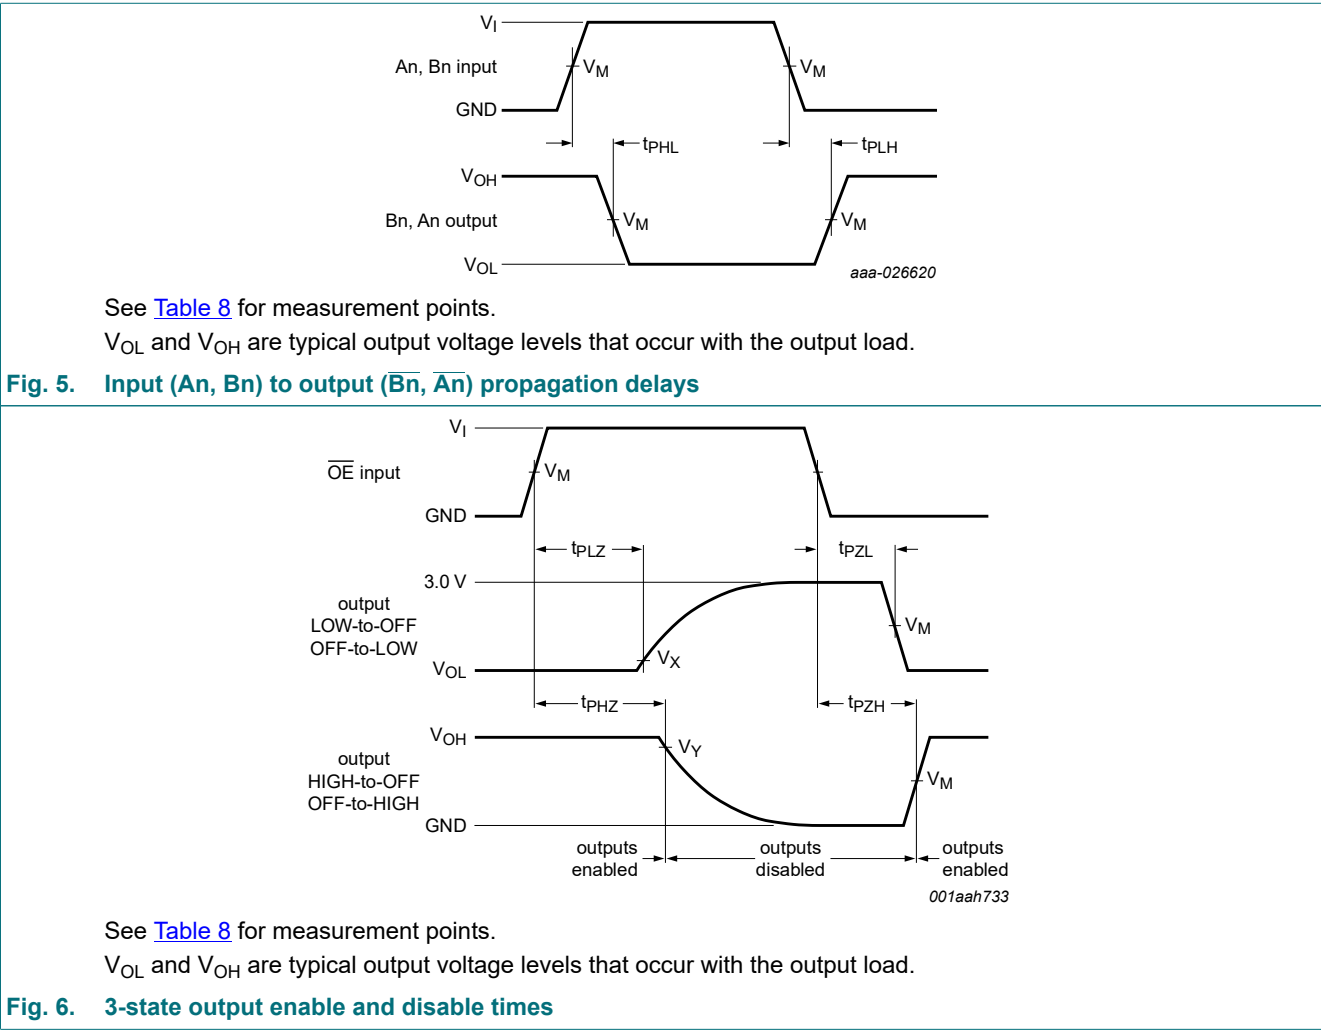 VI
An, Bn input
VM
VM
GND
tPHL
tPLH
VOH
Bn, An output
VM
VM
VOL
aaa-026620
See Table 8 for measurement points.
VOL and VOH are typical output voltage levels that occur with the output load.
Fig. 5. Input (An, Bn) to output (B̅n̅, A̅n̅) propagation delays
VI
O̅E̅ input
VM
GND
tPLZ
tPZL
3.0 V
output
LOW-to-OFF
OFF-to-LOW
VM
VX
VOL
tPHZ
tPZH
VOH
output
HIGH-to-OFF
OFF-to-HIGH
VY
VM
GND
outputs
enabled
outputs
disabled
outputs
enabled
001aah733
See Table 8 for measurement points.
VOL and VOH are typical output voltage levels that occur with the output load.
Fig. 6. 3-state output enable and disable times